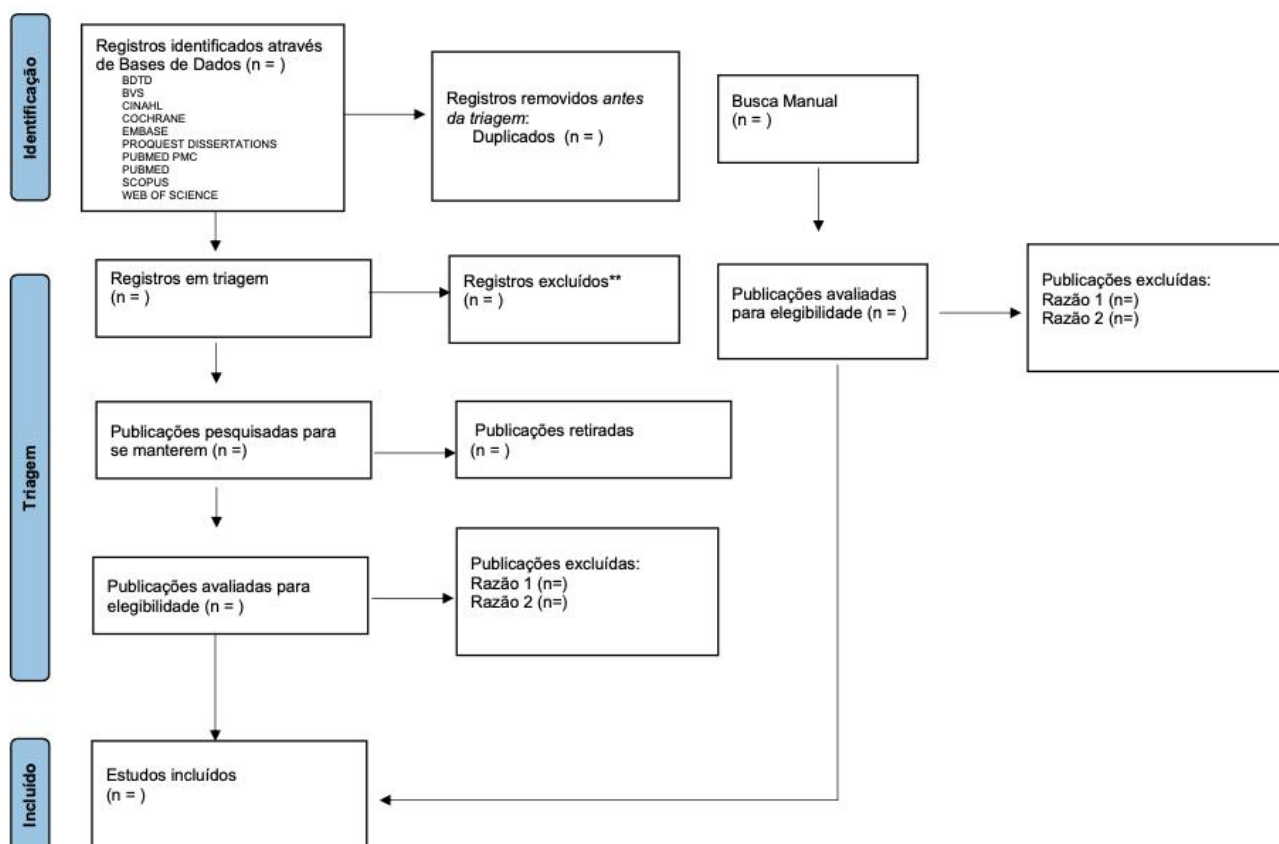 Identificação
Registros identificados através
de Bases de Dados (n = )
BDTD
BVS
CINAHL
COCHRANE
EMBASE
PROQUEST DISSERTATIONS
PUBMED PMC
PUBMED
SCOPUS
WEB OF SCIENCE
Registros removidos antes
da triagem:
Duplicados (n = )
Busca Manual
(n = )
Triagem
Registros em triagem
(n = )
Registros excluídos**
(n = )
Publicações avaliadas
para elegibilidade (n = )
Publicações excluídas:
Razão 1 (n=)
Razão 2 (n=)
Publicações pesquisadas para
se manterem (n =)
Publicações retiradas
(n = )
Publicações avaliadas para
elegibilidade (n = )
Publicações excluídas:
Razão 1 (n=)
Razão 2 (n=)
Incluído
Estudos incluídos
(n = )